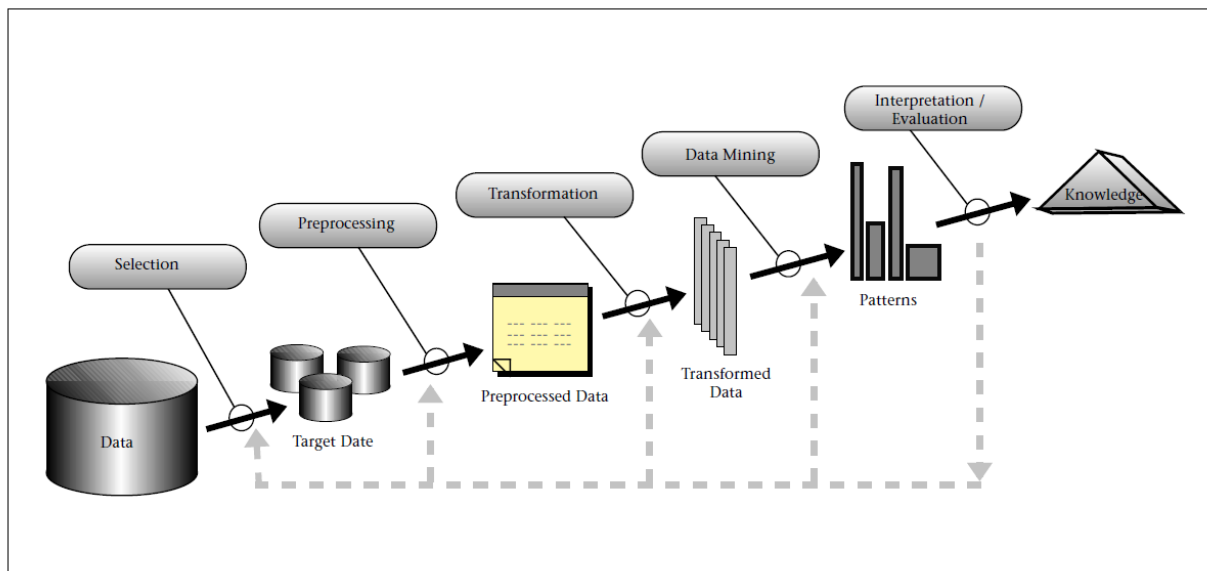 Interpretation /
Evaluation
Data Mining
Transformation
Preprocessing
Selection
Knowledge
Patterns
Transformed
Data
Preprocessed Data
Target Date
Data